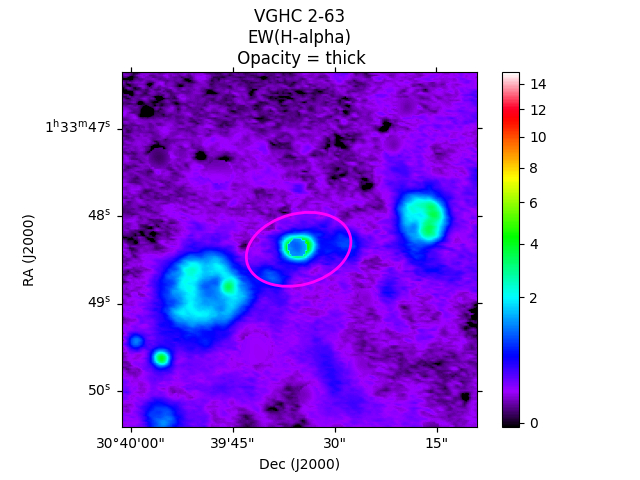 VGHC 2-63
EW(H-alpha)
Opacity = thick
1ʰ33ᵐ47ˢ
48ˢ
49ˢ
50ˢ
RA (J2000)
30°40'00"
39'45"
30"
15"
Dec (J2000)
14
12
10
8
6
4
2
0